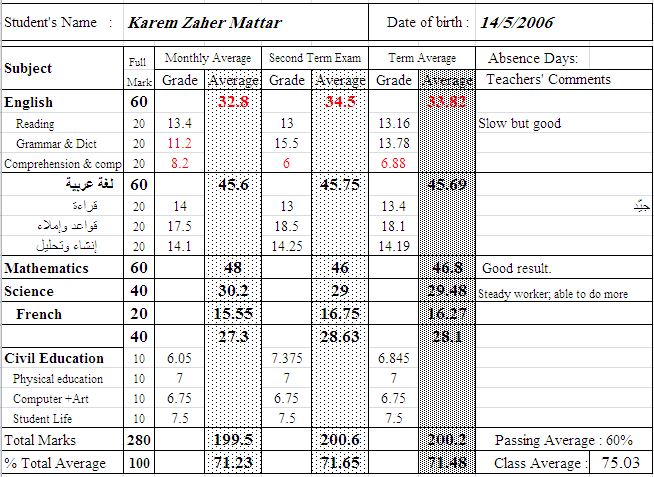 Student's Name : Karem Zaher Mattar Date of birth : 14/5/2006
Subject Full Mark Monthly Average Second Term Exam Term Average Absence Days:
Grade Average Grade Average Grade Average Teachers' Comments
English 60 32.8 34.5 33.82
Reading 20 13.4 13 13.16 Slow but good
Grammar & Dict 20 11.2 15.5 13.78
Comprehension & comp 20 8.2 6 6.88
لغة عربية 60 45.6 45.75 45.69
قراءة 20 14 13 13.4 جيّد
قواعد وإملاء 20 17.5 18.5 18.1
إنشاء وتحليل 20 14.1 14.25 14.19
Mathematics 60 48 46 46.8 Good result.
Science 40 30.2 29 29.48 Steady worker; able to do more
French 20 15.55 16.75 16.27
40 27.3 28.63 28.1
Civil Education 10 6.05 7.375 6.845
Physical education 10 7 7 7
Computer +Art 10 6.75 6.75 6.75
Student Life 10 7.5 7.5 7.5
Total Marks 280 199.5 200.6 200.2 Passing Average : 60%
% Total Average 100 71.23 71.65 71.48 Class Average : 75.03